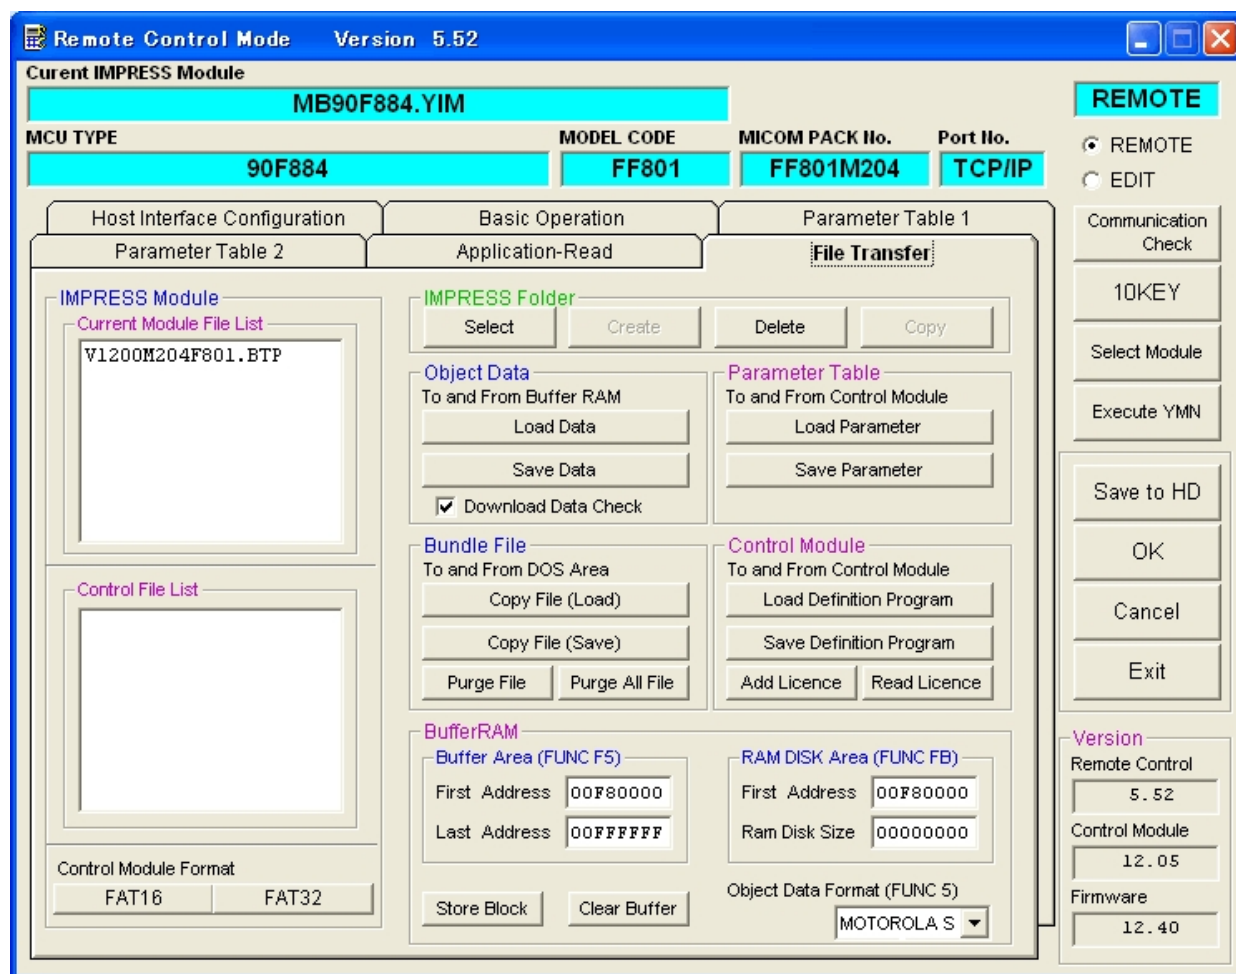 Remote Control Mode Version 5.52
Curent IMPRESS Module
MB90F884.YIM
REMOTE
MCU TYPE MODEL CODE MICOM PACK No. Port No.
90F884 FF801 FF801M204 TCP/IP
REMOTE
EDIT
Host Interface Configuration Basic Operation Parameter Table 1
Parameter Table 2 Application-Read File Transfer
Communication
Check
10KEY
Select Module
Execute YMN
Save to HD
OK
Cancel
Exit
IMPRESS Module
Current Module File List
V1200M204F801.BTP
Control File List
Control Module Format
FAT16 FAT32
IMPRESS Folder
Select Create Delete Copy
Object Data
To and From Buffer RAM
Load Data
Save Data
Download Data Check
Parameter Table
To and From Control Module
Load Parameter
Save Parameter
Bundle File
To and From DOS Area
Copy File (Load)
Copy File (Save)
Purge File Purge All File
Control Module
To and From Control Module
Load Definition Program
Save Definition Program
Add Licence Read Licence
BufferRAM
Buffer Area (FUNC F5)
First Address 00F80000
Last Address 00FFFFFF
RAM DISK Area (FUNC FB)
First Address 00F80000
Ram Disk Size 00000000
Store Block Clear Buffer
Object Data Format (FUNC 5)
MOTOROLA S
Version
Remote Control
5.52
Control Module
12.05
Firmware
12.40